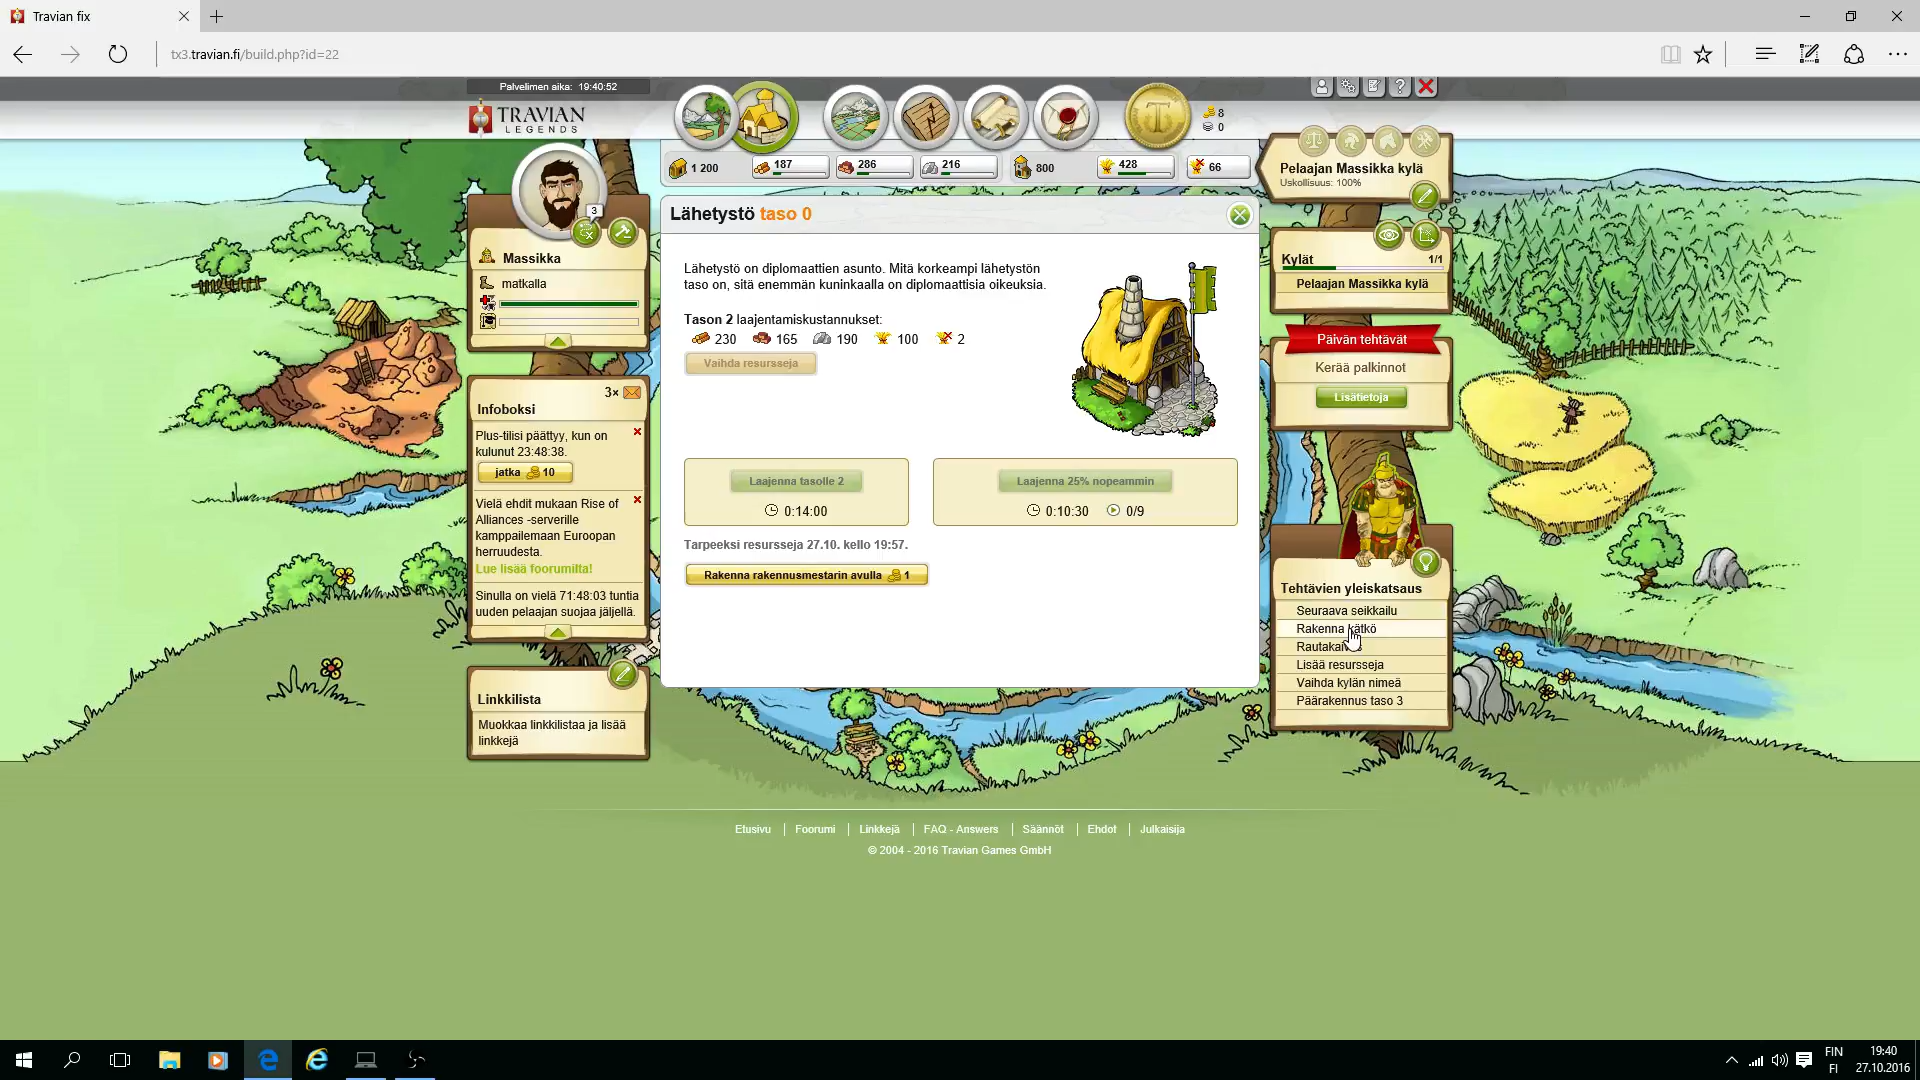 Travian fix
tx3.travian.fi/build.php?id=22
Palvelimen aika: 19:40:52
TRAVIAN
LEGENDS
8
0
1 200
187
286
216
800
428
66
Pelaajan Massikka kylä
Uskollisuus: 100%
3
Massikka
matkalla
Lähetystö taso 0
Lähetystö on diplomaattien asunto. Mitä korkeampi lähetystön
taso on, sitä enemmän kuninkaalla on diplomaattisia oikeuksia.
Tason 2 laajentamiskustannukset:
230 165 190 100 2
Vaihda resursseja
Laajenna tasolle 2
0:14:00
Laajenna 25% nopeammin
0:10:30 0/9
Tarpeeksi resursseja 27.10. kello 19:57.
Rakenna rakennusmestarin avulla 1
Kylät 1/1
Pelaajan Massikka kylä
Päivän tehtävät
Kerää palkinnot
Lisätietoja
3×
Infoboksi
Plus-tilisi päättyy, kun on
kulunut 23:48:38.
jatka 10
Vielä ehdit mukaan Rise of
Alliances -serverille
kamppailemaan Euroopan
herruudesta.
Lue lisää foorumilta!
Sinulla on vielä 71:48:03 tuntia
uuden pelaajan suojaa jäljellä.
Tehtävien yleiskatsaus
Seuraava seikkailu
Rakenna kätkö
Lisää resursseja
Vaihda kylän nimeä
Päärakennus taso 3
Linkkilista
Muokkaa linkkilistaa ja lisää
linkkejä
Etusivu Foorumi Linkkejä FAQ - Answers Säännöt Ehdot Julkaisija
© 2004 - 2016 Travian Games GmbH
FIN
FI
19:40
27.10.2016